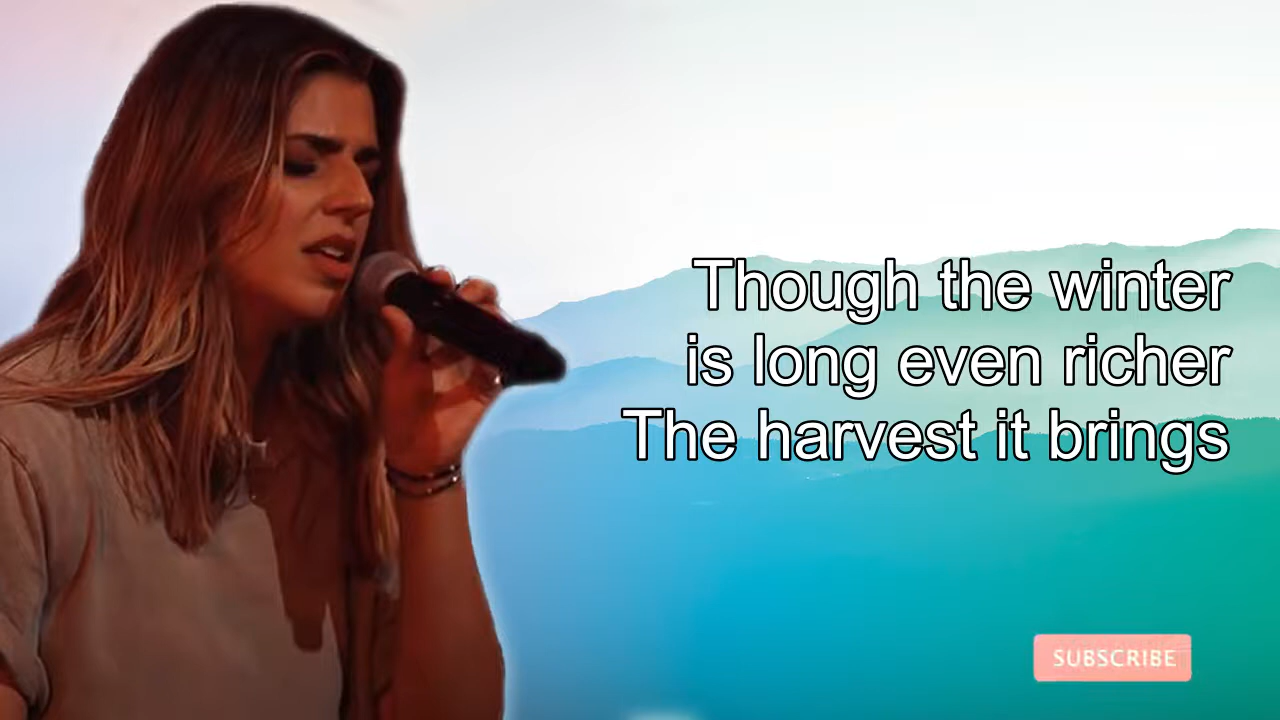 Though the winter
is long even richer
The harvest it brings
SUBSCRIBE